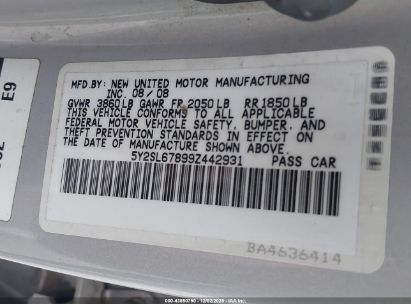 E9
MFD. BY: NEW UNITED MOTOR MANUFACTURING
INC. 08/08
GVWR 3860LB GAWR FR 2050LB RR1850LB
THIS VEHICLE CONFORMS TO ALL APPLICABLE
FEDERAL MOTOR VEHICLE SAFETY, BUMPER, AND
THEFT PREVENTION STANDARDS IN EFFECT ON
THE DATE OF MANUFACTURE SHOWN ABOVE.
5Y2SL67899Z442931 PASS CAR
BA4636414